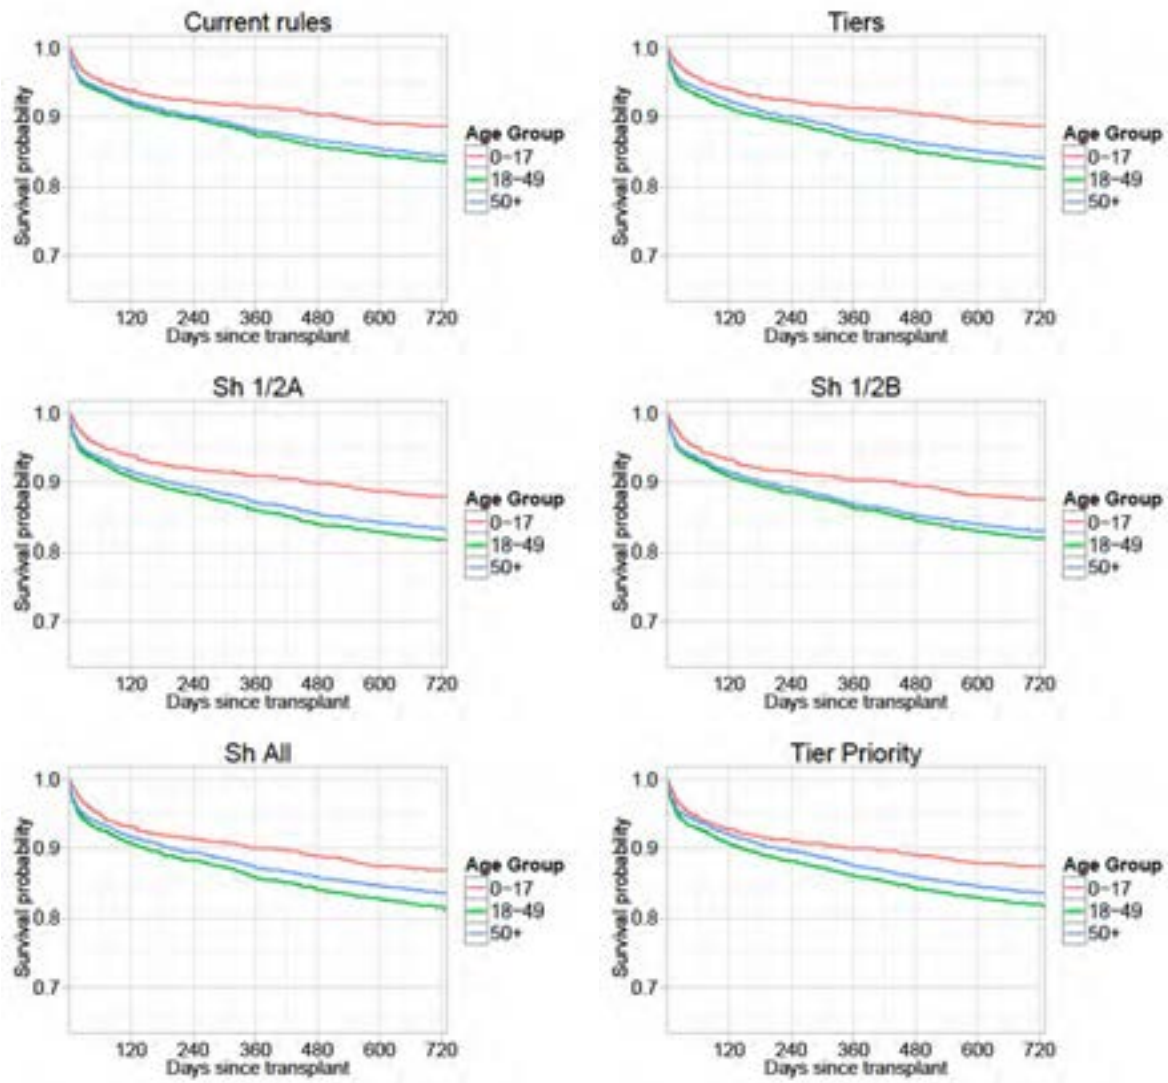 Current rules
1.0
0.9
0.8
0.7
Survival probability
120 240 360 480 600 720
Days since transplant
Age Group
0-17
18-49
50+
Tiers
1.0
0.9
0.8
0.7
Survival probability
120 240 360 480 600 720
Days since transplant
Age Group
0-17
18-49
50+
Sh 1/2A
1.0
0.9
0.8
0.7
Survival probability
120 240 360 480 600 720
Days since transplant
Age Group
0-17
18-49
50+
Sh 1/2B
1.0
0.9
0.8
0.7
Survival probability
120 240 360 480 600 720
Days since transplant
Age Group
0-17
18-49
50+
Sh All
1.0
0.9
0.8
0.7
Survival probability
120 240 360 480 600 720
Days since transplant
Age Group
0-17
18-49
50+
Tier Priority
1.0
0.9
0.8
0.7
Survival probability
120 240 360 480 600 720
Days since transplant
Age Group
0-17
18-49
50+